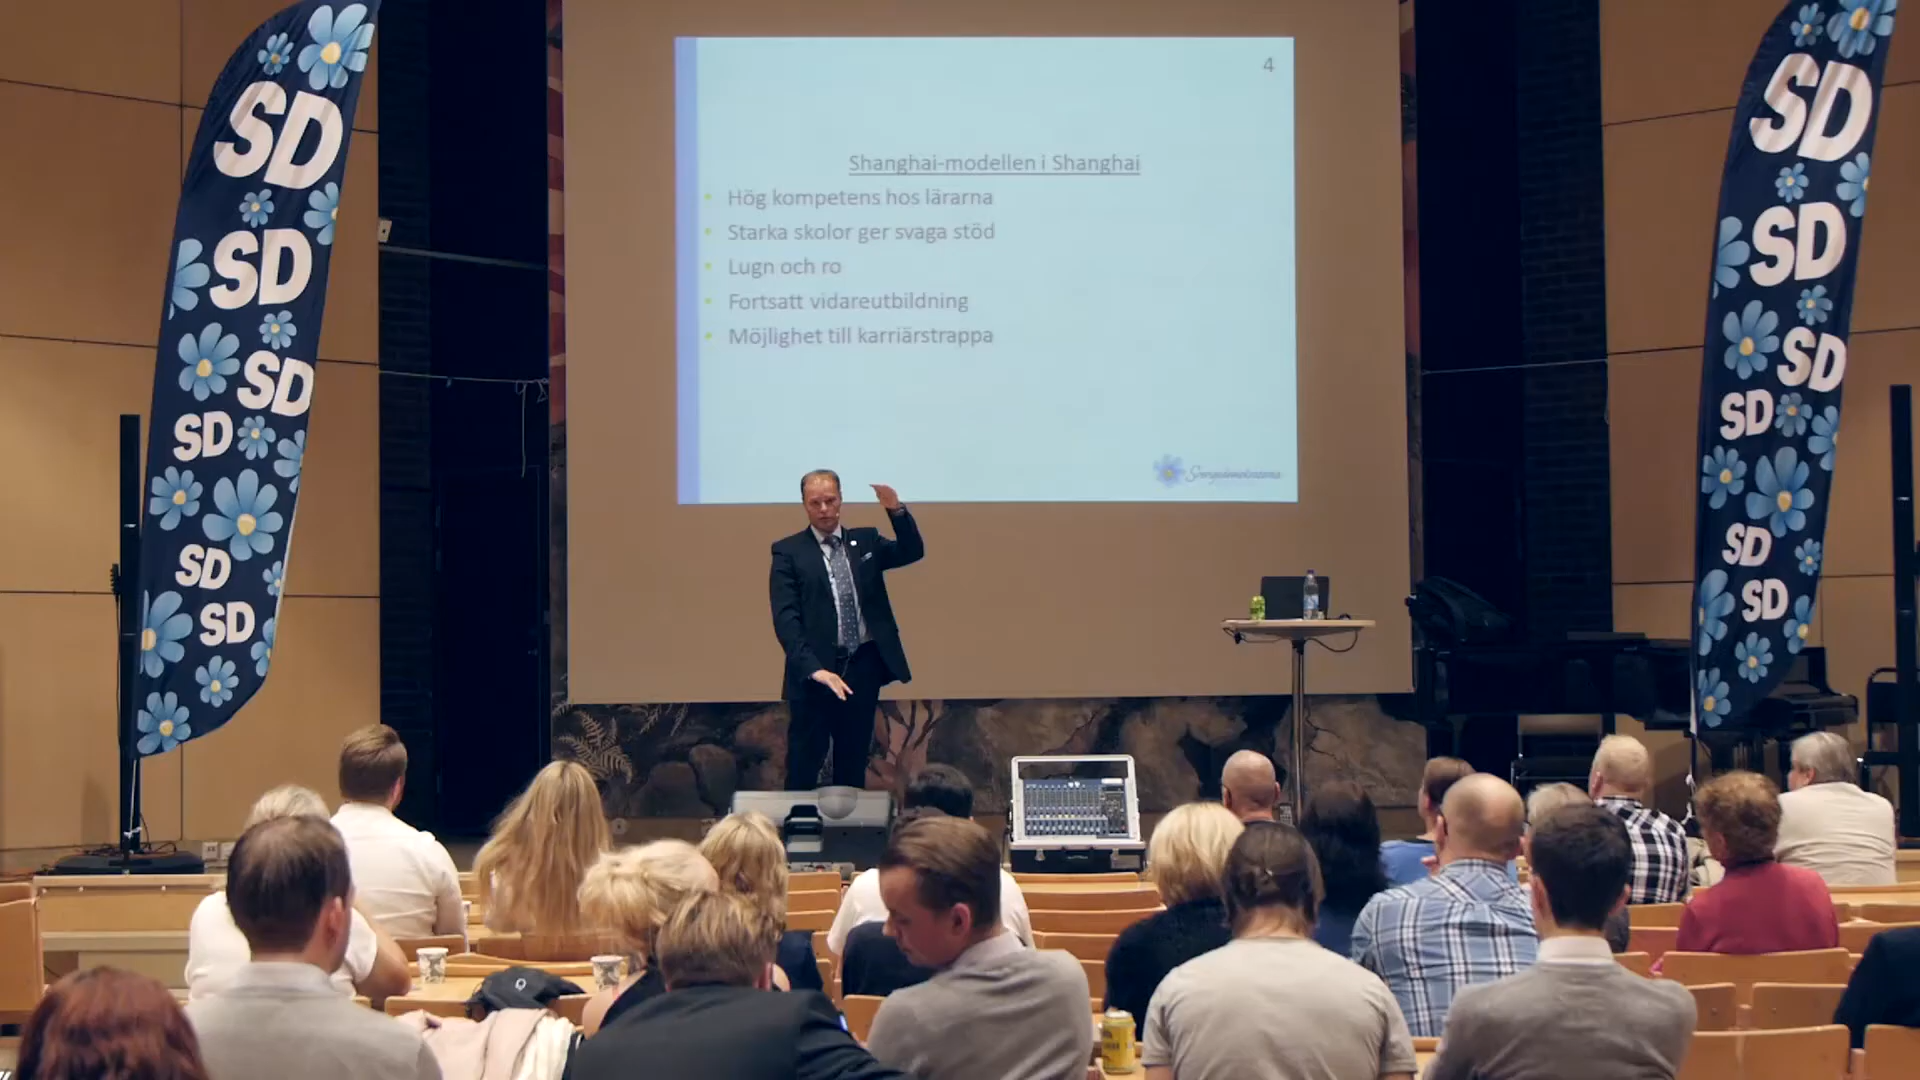 4
Shanghai-modellen i Shanghai
• Hög kompetens hos lärarna
• Starka skolor ger svaga stöd
• Lugn och ro
• Fortsatt vidareutbildning
• Möjlighet till karriärstrappa
Sverigedemokraterna
SD
SD
SD
SD
SD
SD
SD
SD
SD
SD
SD
SD